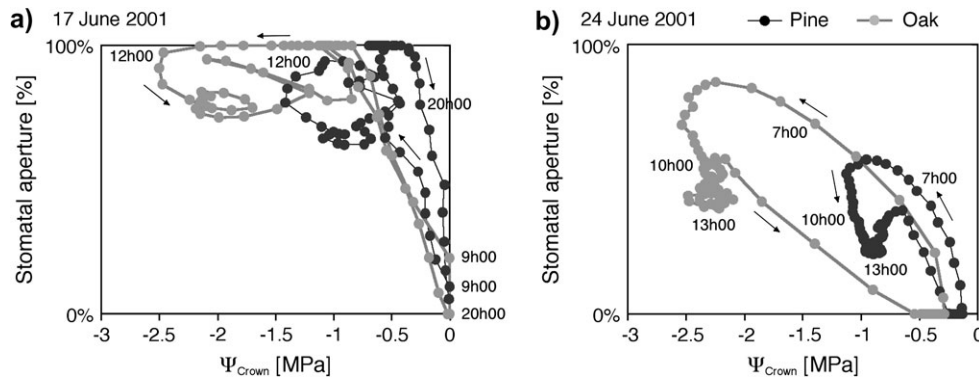 a) 17 June 2001
100%
12h00
12h00
20h00
9h00
9h00
20h00
0%
Stomatal aperture [%]
-3 -2.5 -2 -1.5 -1 -0.5 0
Ψ_Crown [MPa]
b) 24 June 2001 Pine Oak
100%
7h00
7h00
10h00
10h00
13h00
13h00
0%
Stomatal aperture [%]
-3 -2.5 -2 -1.5 -1 -0.5 0
Ψ_Crown [MPa]